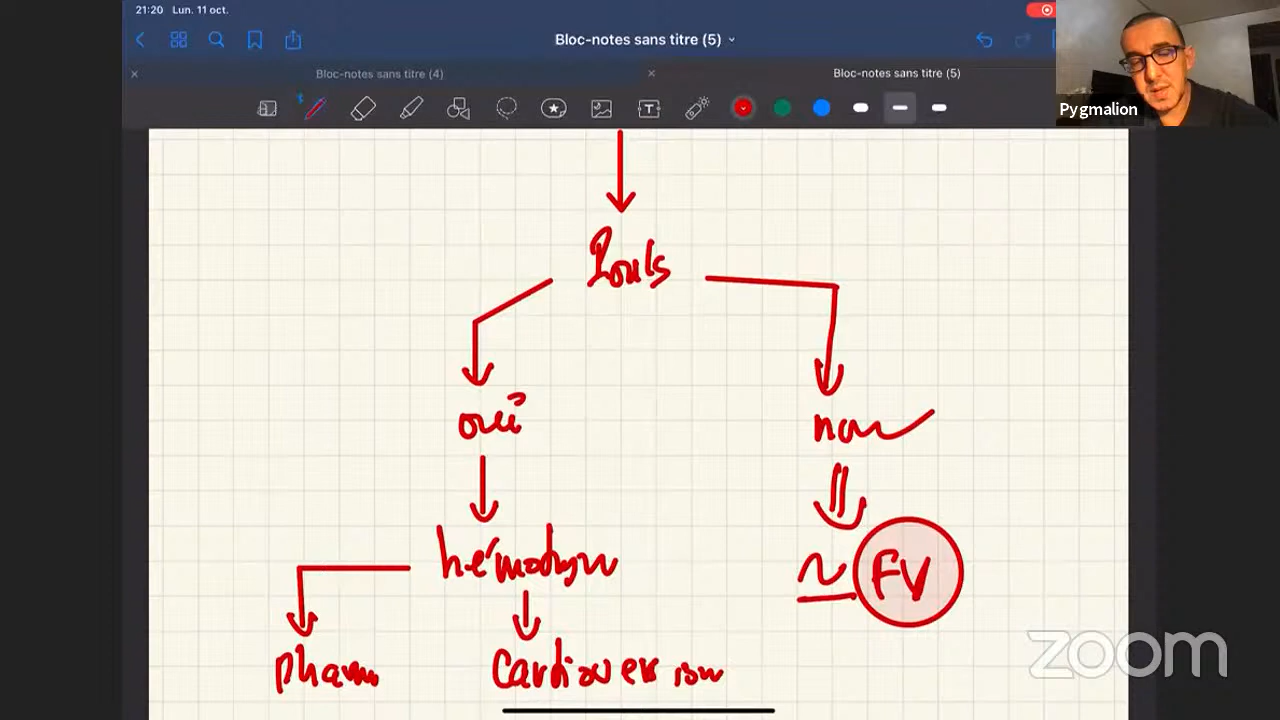 21:20 Lun. 11 oct.
Bloc-notes sans titre (5)
Bloc-notes sans titre (4)
Bloc-notes sans titre (5)
Pygmalion
Pouls
oui
non
hémodyn
≈ FV
pharm
Cardioversion
zoom